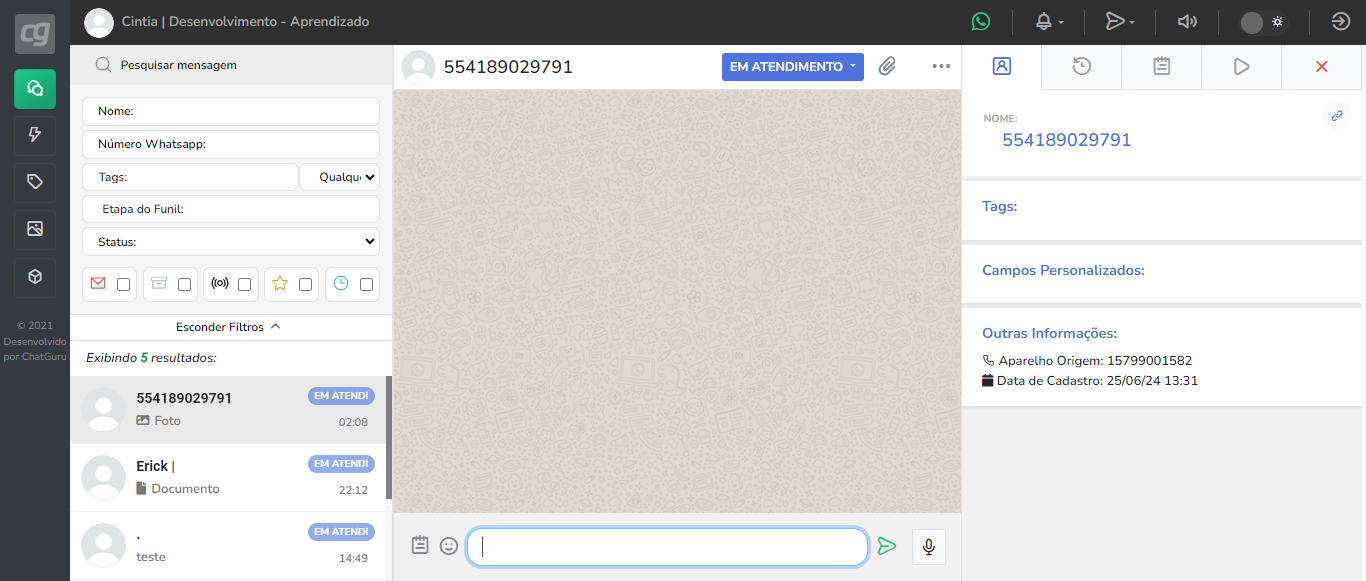 cg
Cintia | Desenvolvimento - Aprendizado
Pesquisar mensagem
Nome:
Número Whatsapp:
Tags:
Qualqu
Etapa do Funil:
Status:
Esconder Filtros
Exibindo 5 resultados:
554189029791
EM ATENDI
Foto
02:08
Erick |
EM ATENDI
Documento
22:12
.
EM ATENDI
teste
14:49
© 2021
Desenvolvido
por ChatGuru
554189029791
EM ATENDIMENTO
NOME:
554189029791
Tags:
Campos Personalizados:
Outras Informações:
Aparelho Origem: 15799001582
Data de Cadastro: 25/06/24 13:31